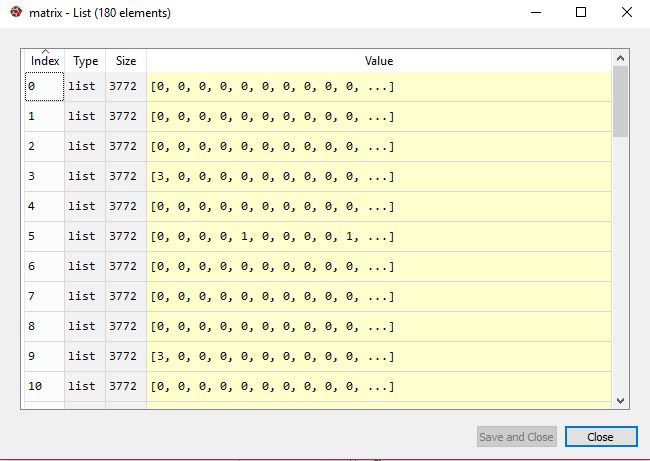 matrix - List (180 elements)
Index Type Size Value
0 list 3772 [0, 0, 0, 0, 0, 0, 0, 0, 0, 0, ...]
1 list 3772 [0, 0, 0, 0, 0, 0, 0, 0, 0, 0, ...]
2 list 3772 [0, 0, 0, 0, 0, 0, 0, 0, 0, 0, ...]
3 list 3772 [3, 0, 0, 0, 0, 0, 0, 0, 0, 0, ...]
4 list 3772 [0, 0, 0, 0, 0, 0, 0, 0, 0, 0, ...]
5 list 3772 [0, 0, 0, 0, 1, 0, 0, 0, 0, 1, ...]
6 list 3772 [0, 0, 0, 0, 0, 0, 0, 0, 0, 0, ...]
7 list 3772 [0, 0, 0, 0, 0, 0, 0, 0, 0, 0, ...]
8 list 3772 [0, 0, 0, 0, 0, 0, 0, 0, 0, 0, ...]
9 list 3772 [3, 0, 0, 0, 0, 0, 0, 0, 0, 0, ...]
10 list 3772 [0, 0, 0, 0, 0, 0, 0, 0, 0, 0, ...]
Save and Close Close